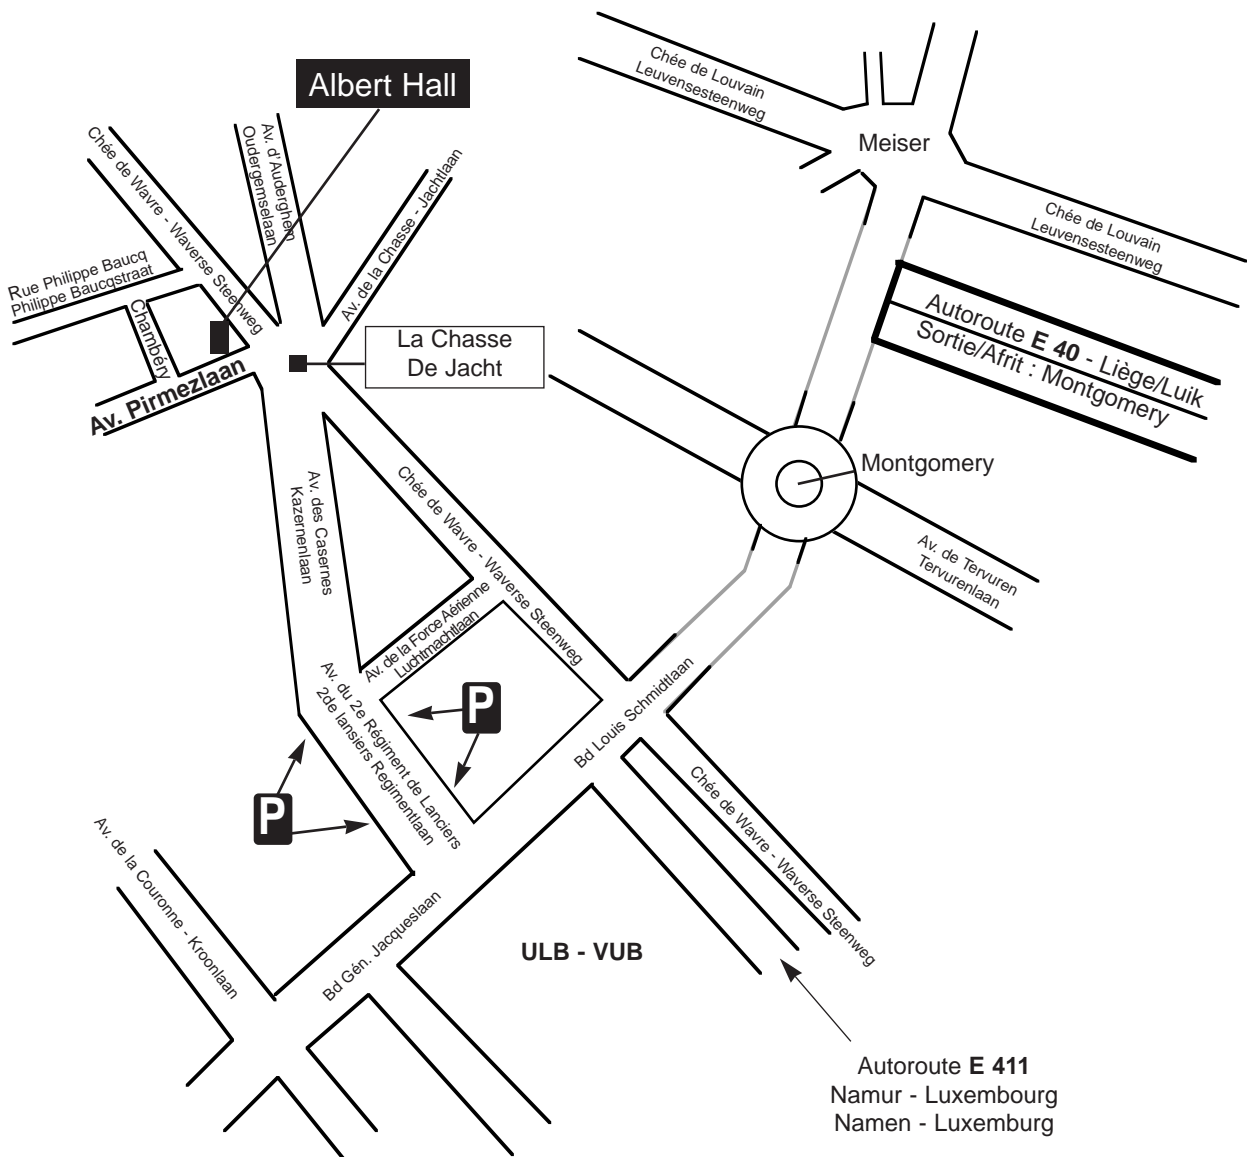 Albert Hall
Chée de Louvain
Leuvensesteenweg
Meiser
Chée de Wavre - Waverse Steenweg
Av. d'Auderghem
Oudergemselaan
Av. de la Chasse - Jachtlaan
Chée de Louvain
Leuvensesteenweg
Rue Philippe Baucq
Philippe Baucqstraat
Chambéry
Av. Pirmezlaan
La Chasse
De Jacht
Autoroute E 40 - Liège/Luik
Sortie/Afrit : Montgomery
Montgomery
Av. des Casernes
Kazernenlaan
Chée de Wavre - Waverse Steenweg
Av. de Tervuren
Tervurenlaan
Av. de la Force Aérienne
Luchtmachtlaan
Av. du 2e Régiment de Lanciers
2de lansiers Regimentlaan
P
P
Bd Louis Schmidtlaan
Chée de Wavre - Waverse Steenweg
Av. de la Couronne - Kroonlaan
Bd Gén. Jacqueslaan
ULB - VUB
Autoroute E 411
Namur - Luxembourg
Namen - Luxemburg